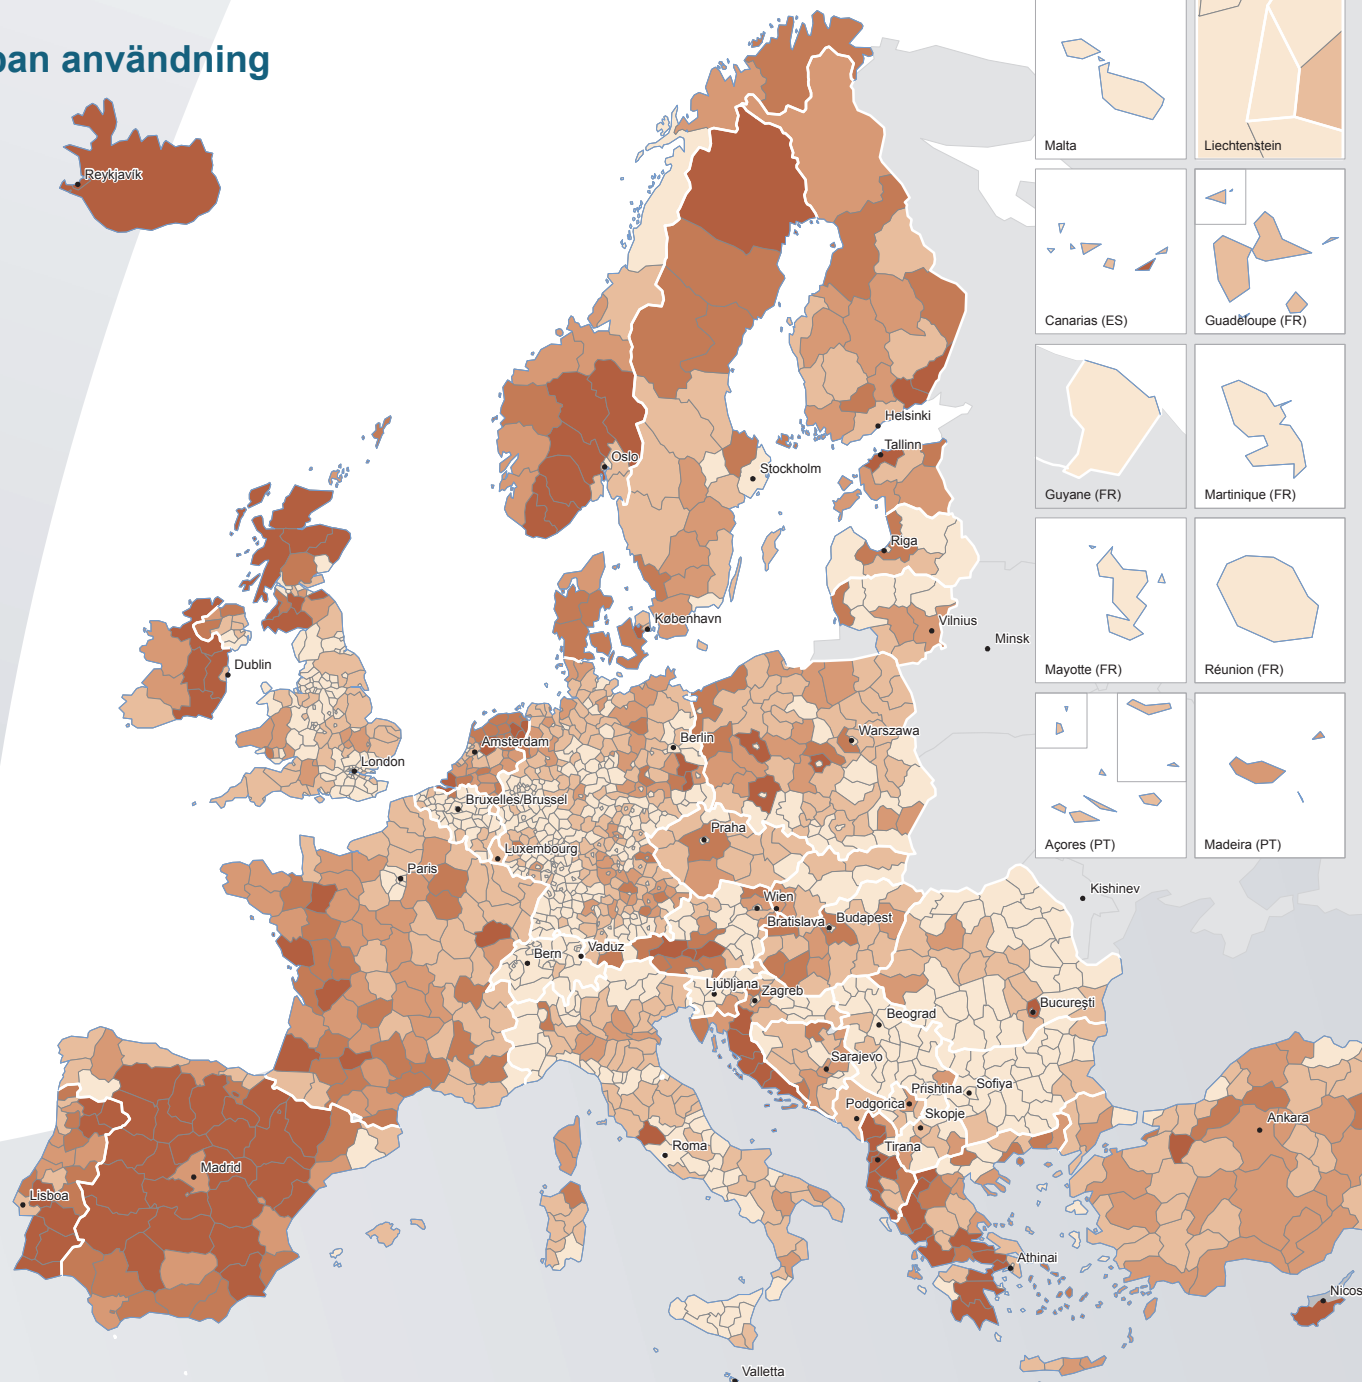 ban användning
Malta
Liechtenstein
Reykjavík
Canarias (ES)
Guadeloupe (FR)
Guyane (FR)
Martinique (FR)
Mayotte (FR)
Réunion (FR)
Açores (PT)
Madeira (PT)
Helsinki
Tallinn
Oslo
Stockholm
Riga
København
Vilnius
Minsk
Dublin
Amsterdam
Berlin
Warszawa
London
Bruxelles/Brussel
Praha
Luxembourg
Paris
Kishinev
Wien
Bratislava
Budapest
Bern
Vaduz
Ljubljana
Zagreb
Bucureşti
Beograd
Sarajevo
Prishtina
Sofiya
Podgorica
Skopje
Ankara
Tirana
Roma
Madrid
Lisboa
Athinai
Nicos
Valletta